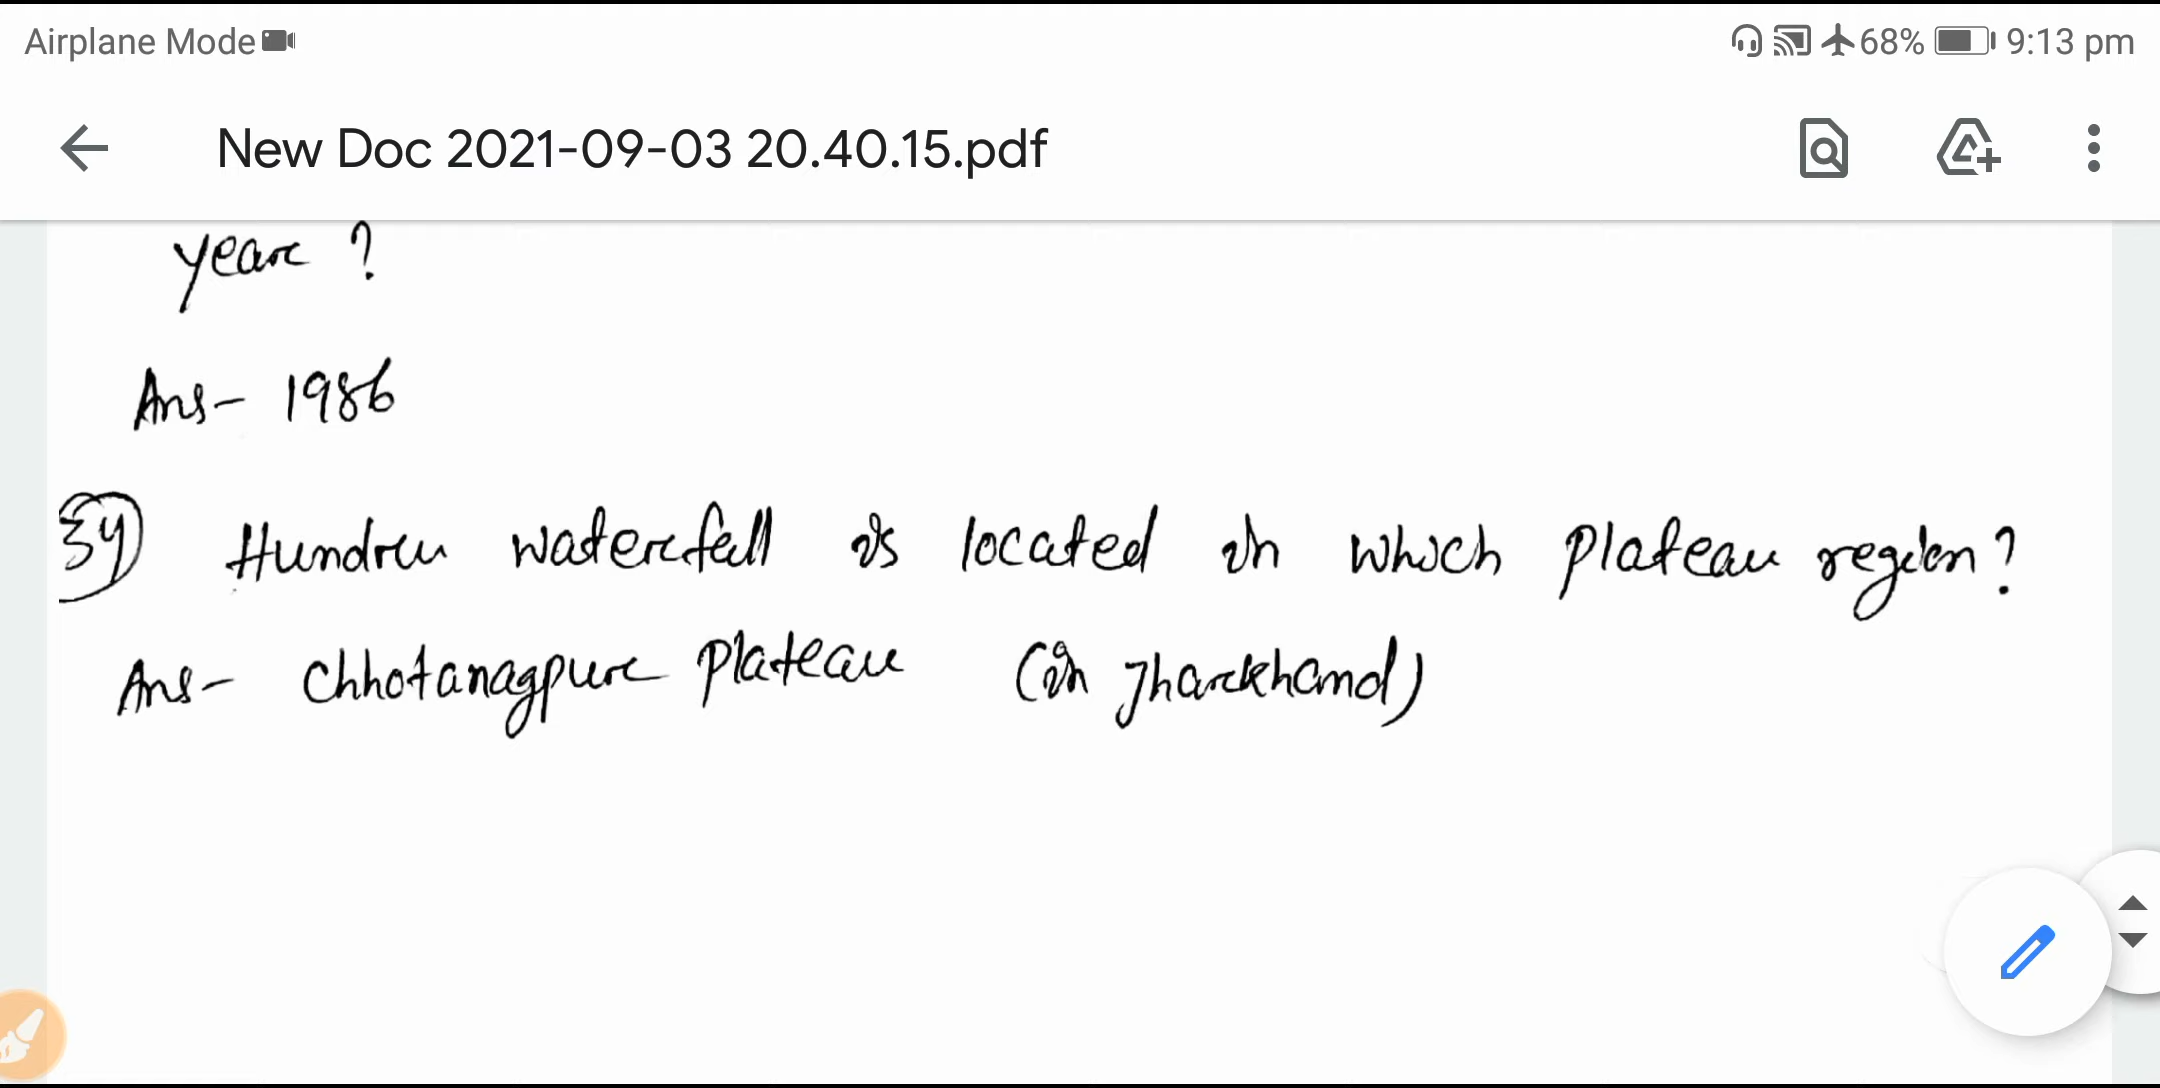 Airplane Mode 68% 9:13 pm
New Doc 2021-09-03 20.40.15.pdf
year ?
Ans- 1986
34) Hundru waterfall is located in which plateau region?
Ans- Chhotanagpur plateau (in Jharkhand)